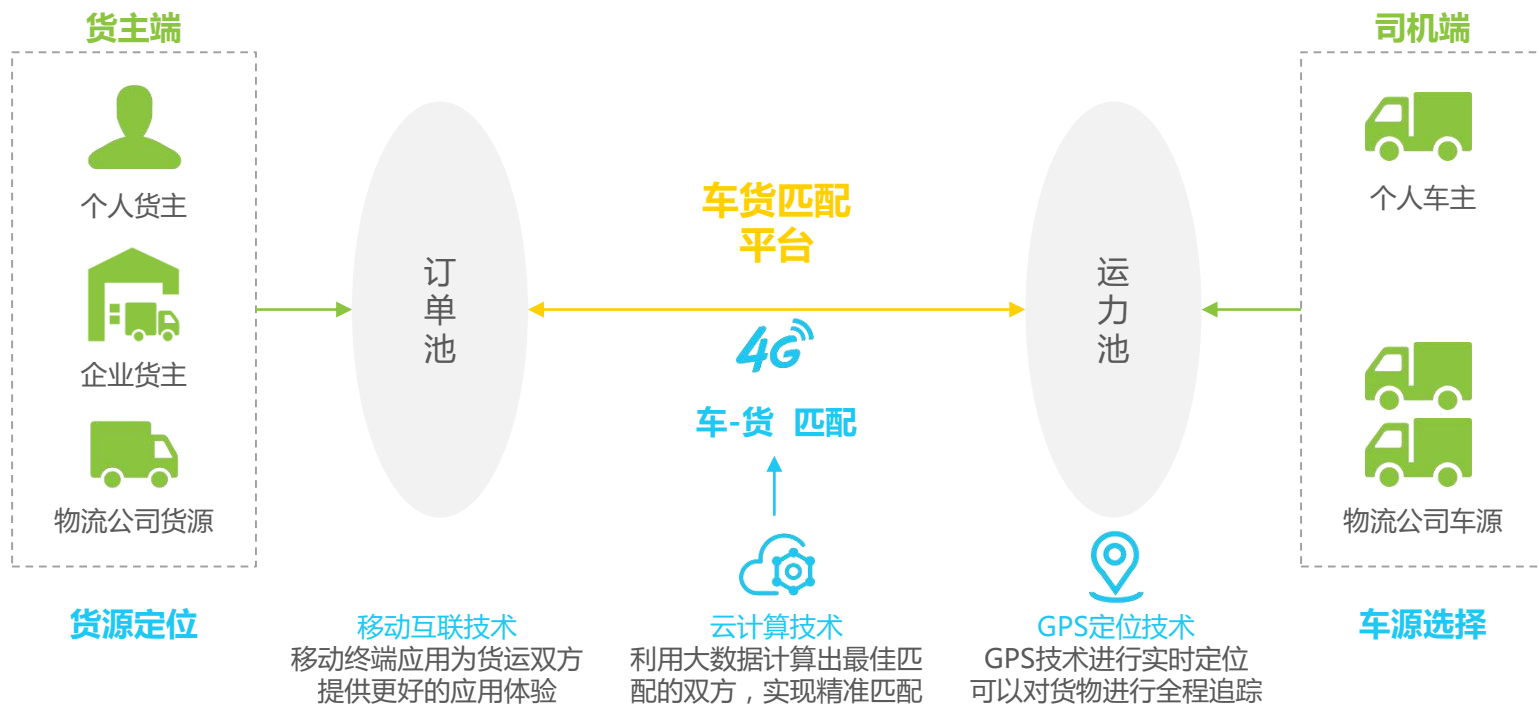 货主端
个人货主
企业货主
物流公司货源
货源定位
订
单
池
车货匹配
平台
4G
车-货 匹配
运
力
池
司机端
个人车主
物流公司车源
车源选择
移动互联技术
移动终端应用为货运双方
提供更好的应用体验
云计算技术
利用大数据计算出最佳匹
配的双方，实现精准匹配
GPS定位技术
GPS技术进行实时定位
可以对货物进行全程追踪